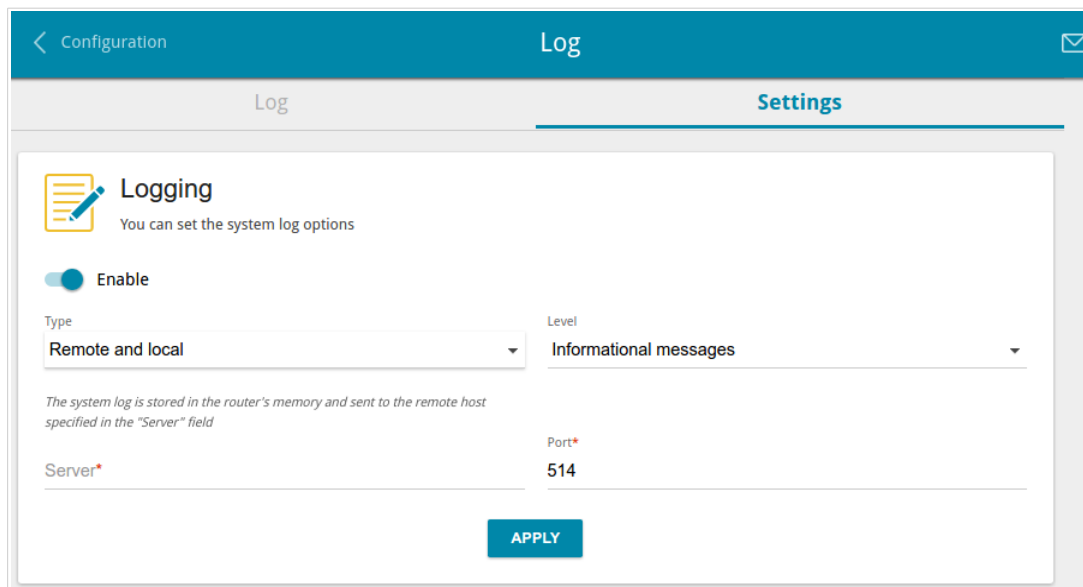 Configuration
Log
Log
Settings
Logging
You can set the system log options
Enable
Type
Level
Remote and local
Informational messages
The system log is stored in the router's memory and sent to the remote host
specified in the "Server" field
Port*
Server*
514
APPLY